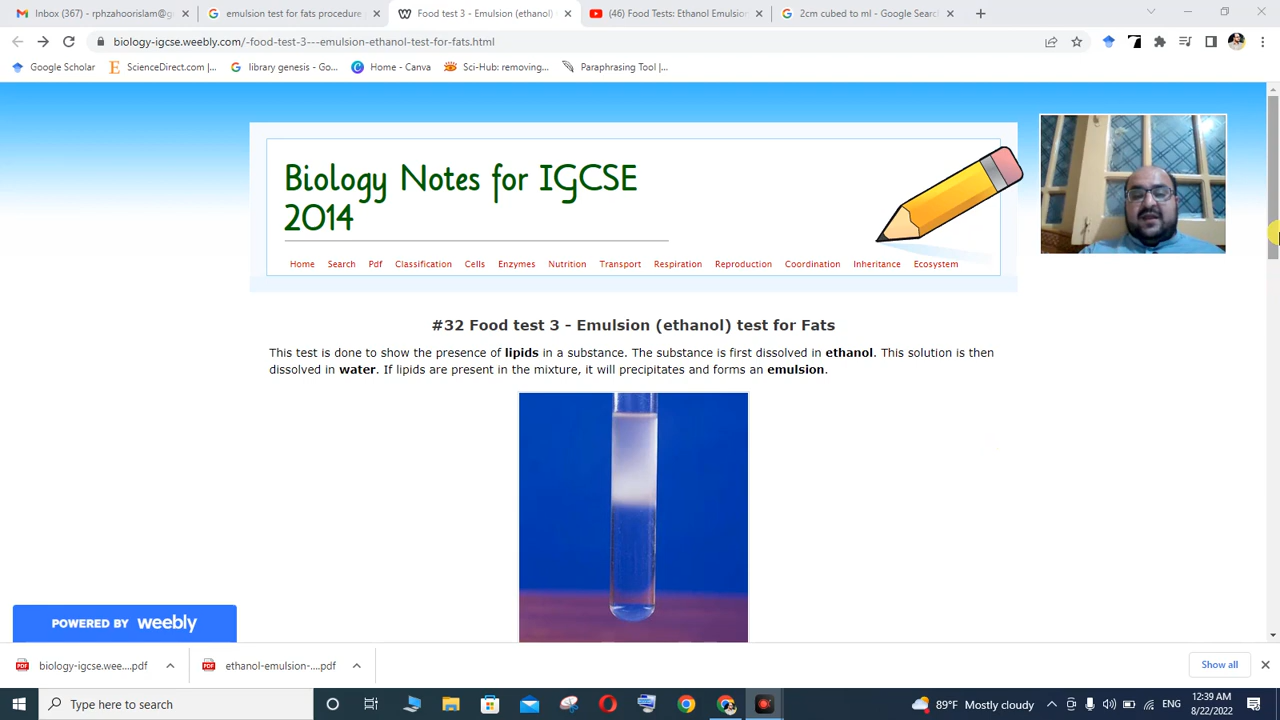 Inbox (367) - rphzahoorislam@g
emulsion test for fats procedure
Food test 3 - Emulsion (ethanol)
(46) Food Tests: Ethanol Emulsion
2cm cubed to ml - Google Search
biology-igcse.weebly.com/-food-test-3---emulsion-ethanol-test-for-fats.html
Google Scholar
ScienceDirect.com |...
library genesis - Go...
Home - Canva
Sci-Hub: removing...
Paraphrasing Tool |...
Biology Notes for IGCSE
2014
Home Search Pdf Classification Cells Enzymes Nutrition Transport Respiration Reproduction Coordination Inheritance Ecosystem
#32 Food test 3 - Emulsion (ethanol) test for Fats
This test is done to show the presence of lipids in a substance. The substance is first dissolved in ethanol. This solution is then
dissolved in water. If lipids are present in the mixture, it will precipitates and forms an emulsion.
POWERED BY weebly
biology-igcse.wee....pdf
ethanol-emulsion-....pdf
Show all
Type here to search
89°F Mostly cloudy
ENG
12:39 AM
8/22/2022